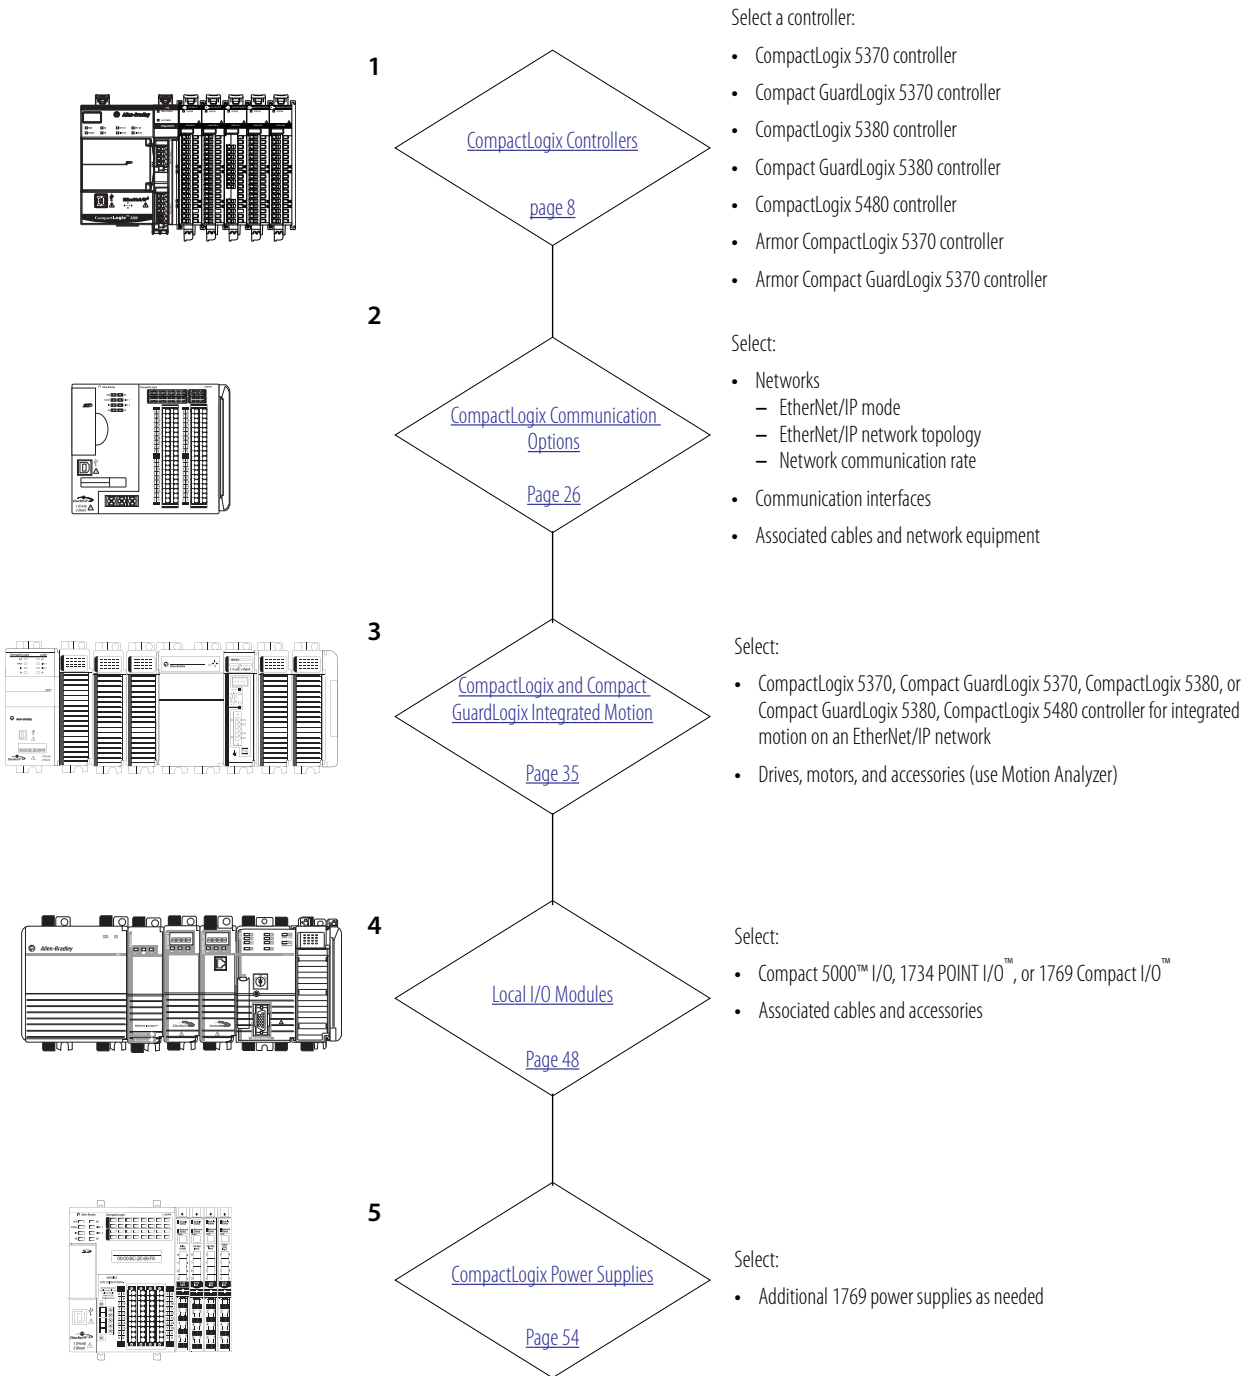 Select a controller:
1
• CompactLogix 5370 controller
• Compact GuardLogix 5370 controller
• CompactLogix 5380 controller
• Compact GuardLogix 5380 controller
• CompactLogix 5480 controller
• Armor CompactLogix 5370 controller
• Armor Compact GuardLogix 5370 controller
CompactLogix Controllers
page 8
Allen-Bradley
2
Select:
• Networks
– EtherNet/IP mode
– EtherNet/IP network topology
– Network communication rate
• Communication interfaces
• Associated cables and network equipment
CompactLogix Communication
Options
Page 26
3
Select:
• CompactLogix 5370, Compact GuardLogix 5370, CompactLogix 5380, or
Compact GuardLogix 5380, CompactLogix 5480 controller for integrated
motion on an EtherNet/IP network
• Drives, motors, and accessories (use Motion Analyzer)
CompactLogix and Compact
GuardLogix Integrated Motion
Page 35
4
Select:
• Compact 5000™ I/O, 1734 POINT I/O™, or 1769 Compact I/O™
• Associated cables and accessories
Local I/O Modules
Page 48
Allen-Bradley
5
Select:
• Additional 1769 power supplies as needed
CompactLogix Power Supplies
Page 54